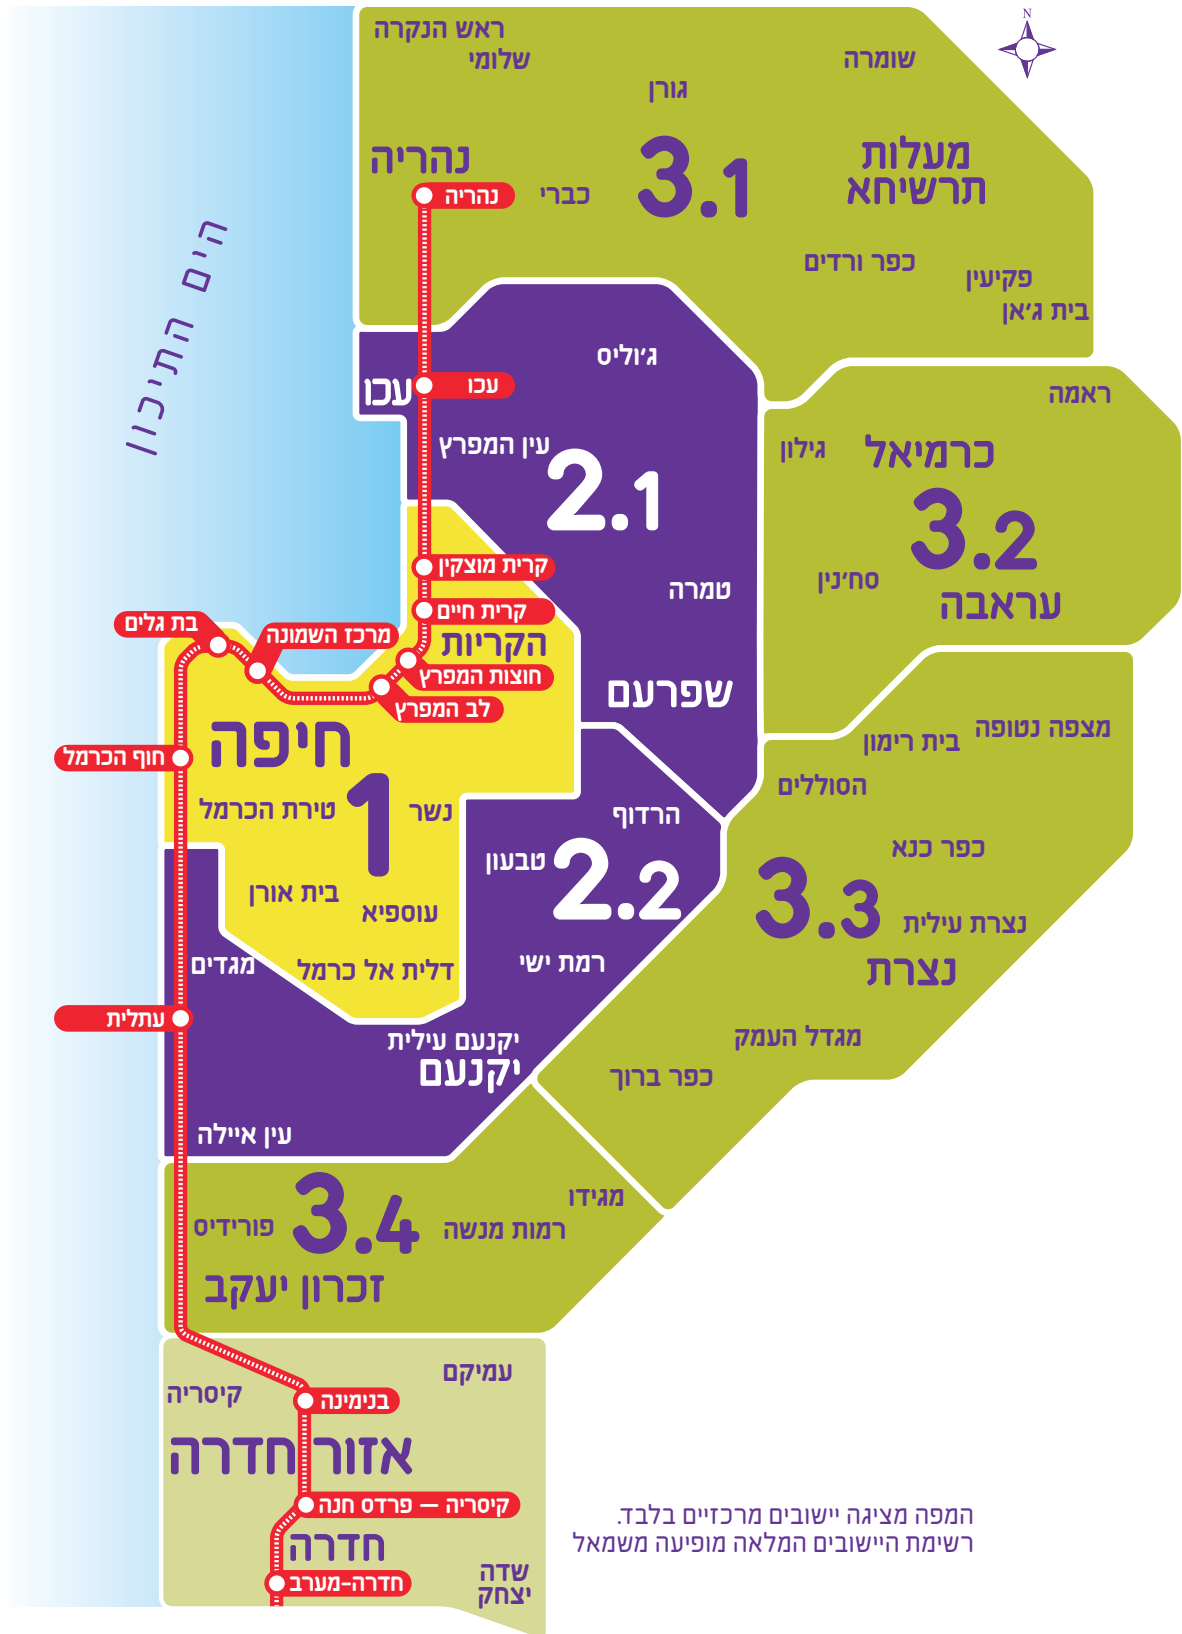 N
ראש הנקרה
שלומי
שומרה
גורן
נהריה
נהריה
כברי
3.1
מעלות
תרשיחא
כפר ורדים
פקיעין
בית ג'אן
הים התיכון
ג'וליס
עכו
עכו
עין המפרץ
2.1
טמרה
שפרעם
ראמה
כרמיאל
גילון
3.2
סח'נין
עראבה
קרית מוצקין
קרית חיים
הקריות
חוצות המפרץ
לב המפרץ
בת גלים
מרכז השמונה
חוף הכרמל
חיפה
1
נשר
טירת הכרמל
בית אורן
עוספיא
דלית אל כרמל
הרדוף
טבעון
2.2
רמת ישי
מגדים
עתלית
יקנעם עילית
יקנעם
עין איילה
מצפה נטופה
בית רימון
הסוללים
כפר כנא
3.3
נצרת עילית
נצרת
מגדל העמק
כפר ברוך
מגידו
רמות מנשה
3.4
פורידיס
זכרון יעקב
עמיקם
קיסריה
בנימינה
אזור חדרה
קיסריה – פרדס חנה
חדרה
חדרה-מערב
שדה
יצחק
המפה מציגה יישובים מרכזיים בלבד.
רשימת היישובים המלאה מופיעה משמאל